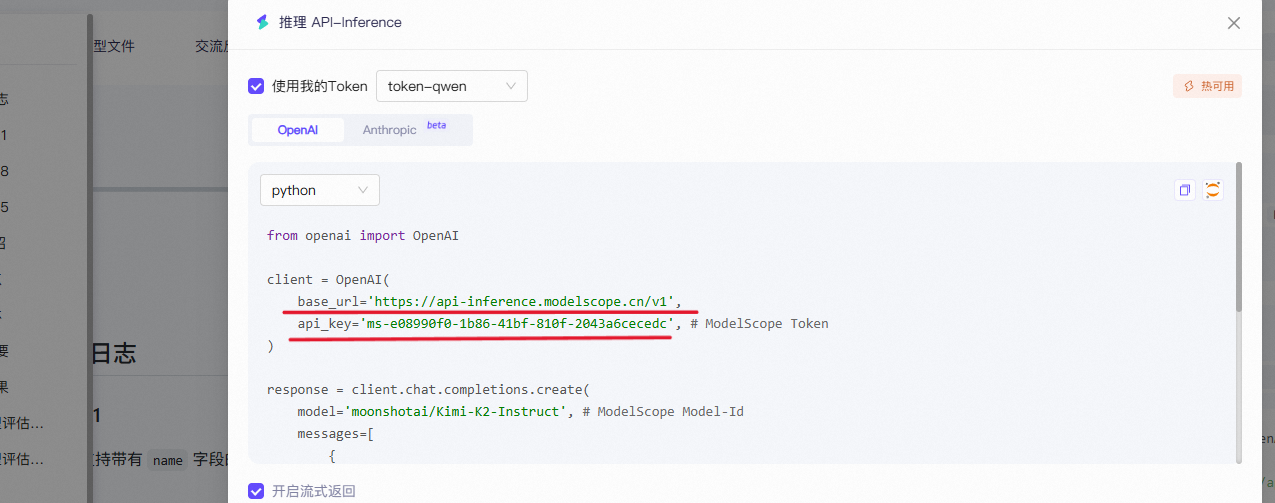 推理 API-Inference
型文件
交流反
使用我的Token
token-qwen
热可用
OpenAI
Anthropic beta
python
from openai import OpenAI
client = OpenAI(
base_url='https://api-inference.modelscope.cn/v1',
api_key='ms-e08990f0-1b86-41bf-810f-2043a6cecedc', # ModelScope Token
)
response = client.chat.completions.create(
model='moonshotai/Kimi-K2-Instruct', # ModelScope Model-Id
messages=[
{
开启流式返回
志
1
8
5
绍
要
果
评估...
评估...
日志
1
支持带有 name 字段的